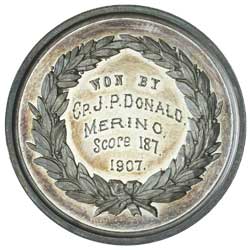 WON BY
CP. J. P. DONALD.
MERINO.
Score 187.
1907.